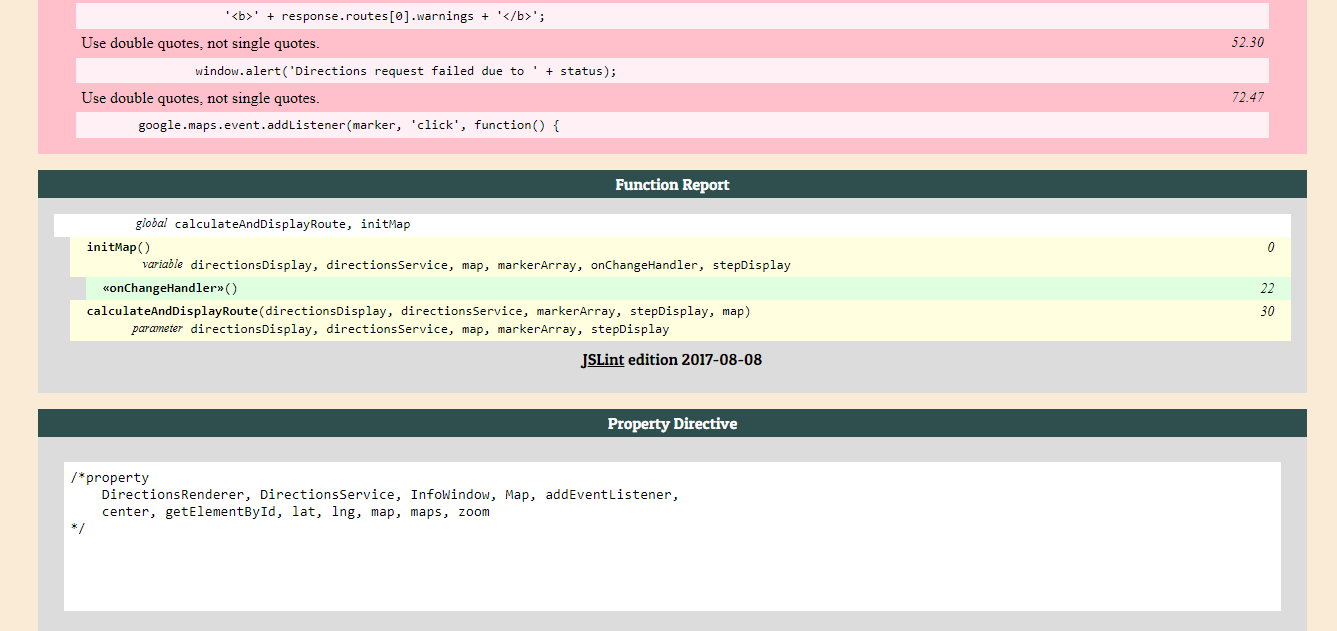 '<b>' + response.routes[0].warnings + '</b>';
Use double quotes, not single quotes. 52.30
window.alert('Directions request failed due to ' + status);
Use double quotes, not single quotes. 72.47
google.maps.event.addListener(marker, 'click', function() {
Function Report
global calculateAndDisplayRoute, initMap
initMap() 0
variable directionsDisplay, directionsService, map, markerArray, onChangeHandler, stepDisplay
«onChangeHandler»() 22
calculateAndDisplayRoute(directionsDisplay, directionsService, markerArray, stepDisplay, map) 30
parameter directionsDisplay, directionsService, map, markerArray, stepDisplay
JSLint edition 2017-08-08
Property Directive
/*property
DirectionsRenderer, DirectionsService, InfoWindow, Map, addEventListener,
center, getElementById, lat, lng, map, maps, zoom
*/